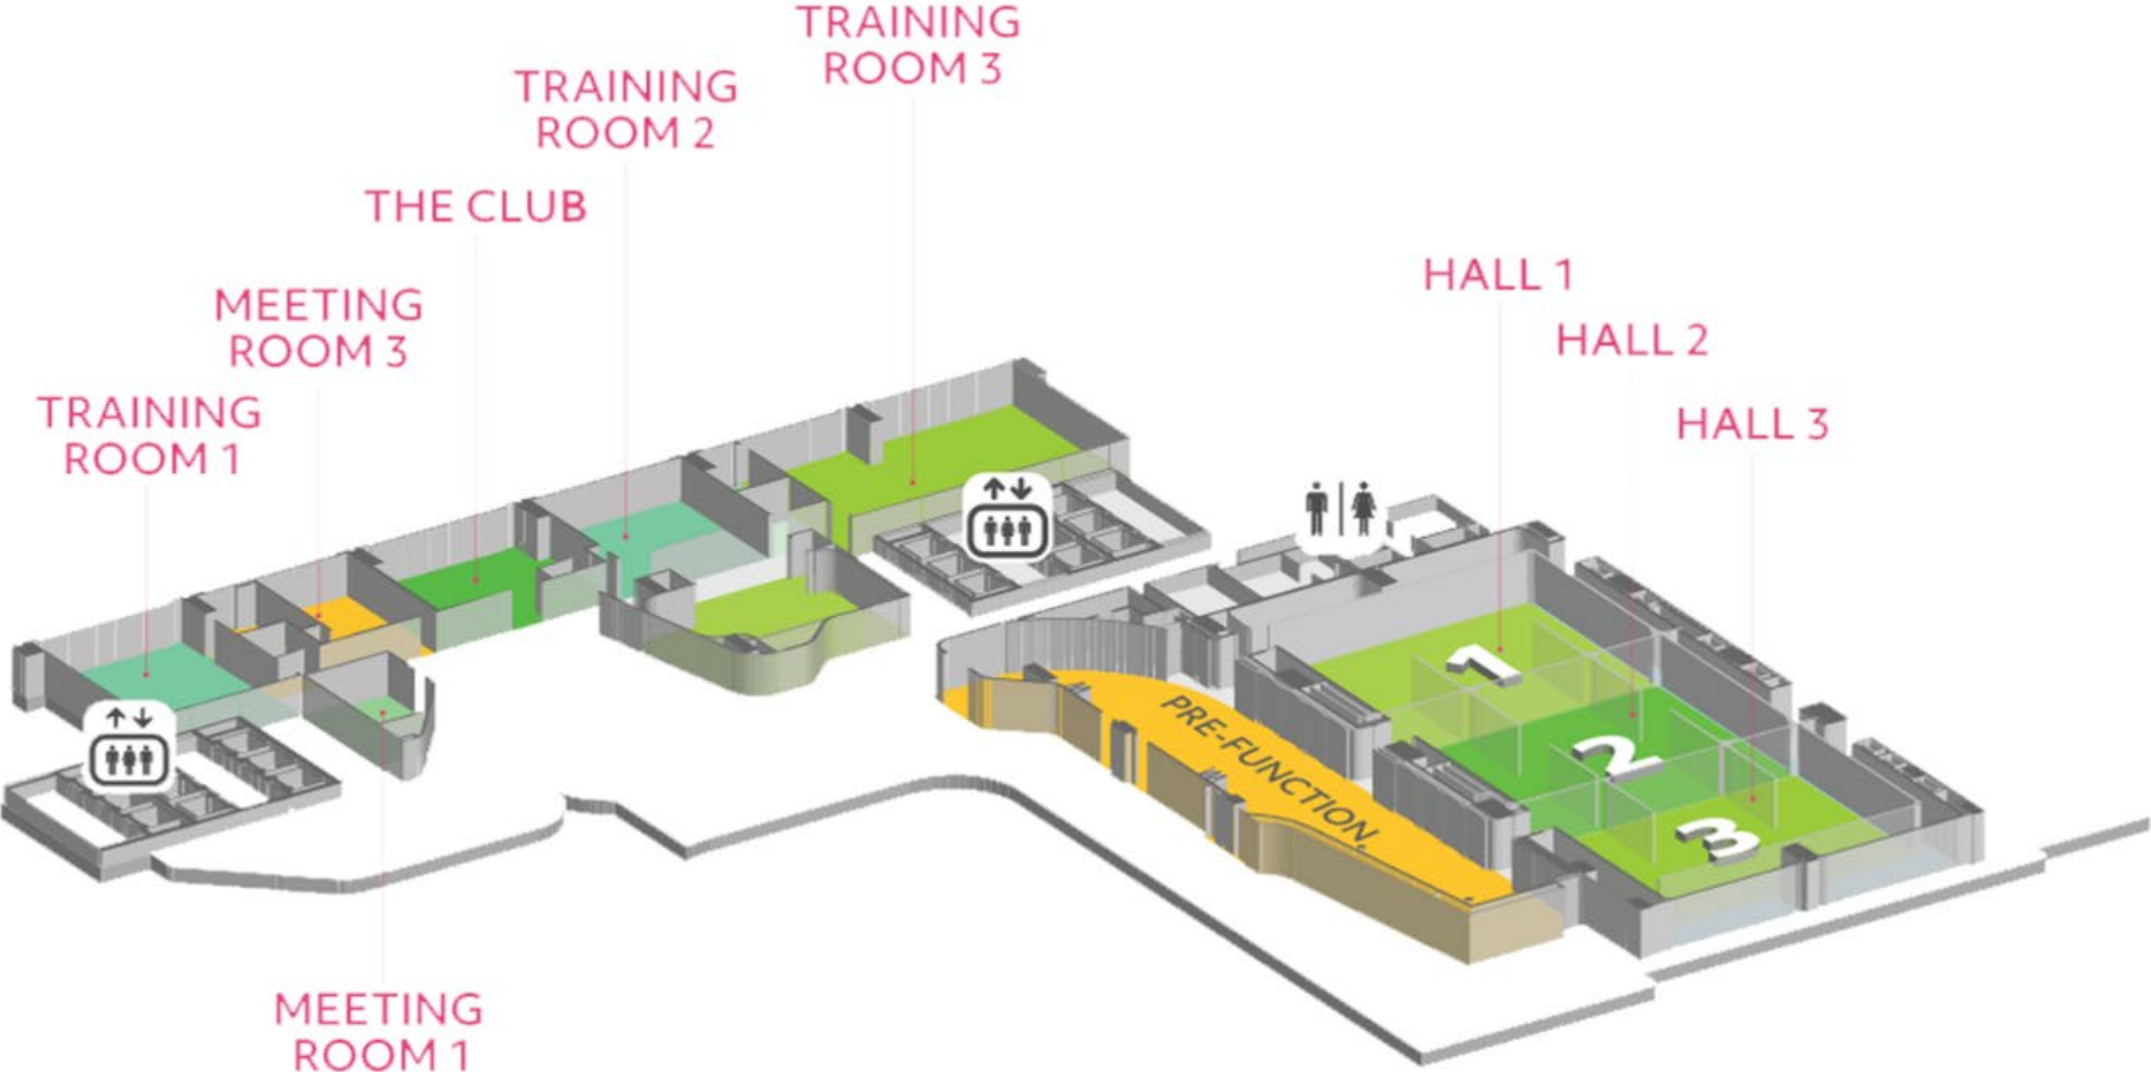 TRAINING
ROOM 3
TRAINING
ROOM 2
THE CLUB
MEETING
ROOM 3
TRAINING
ROOM 1
HALL 1
HALL 2
HALL 3
1
2
3
PRE-FUNCTION
MEETING
ROOM 1